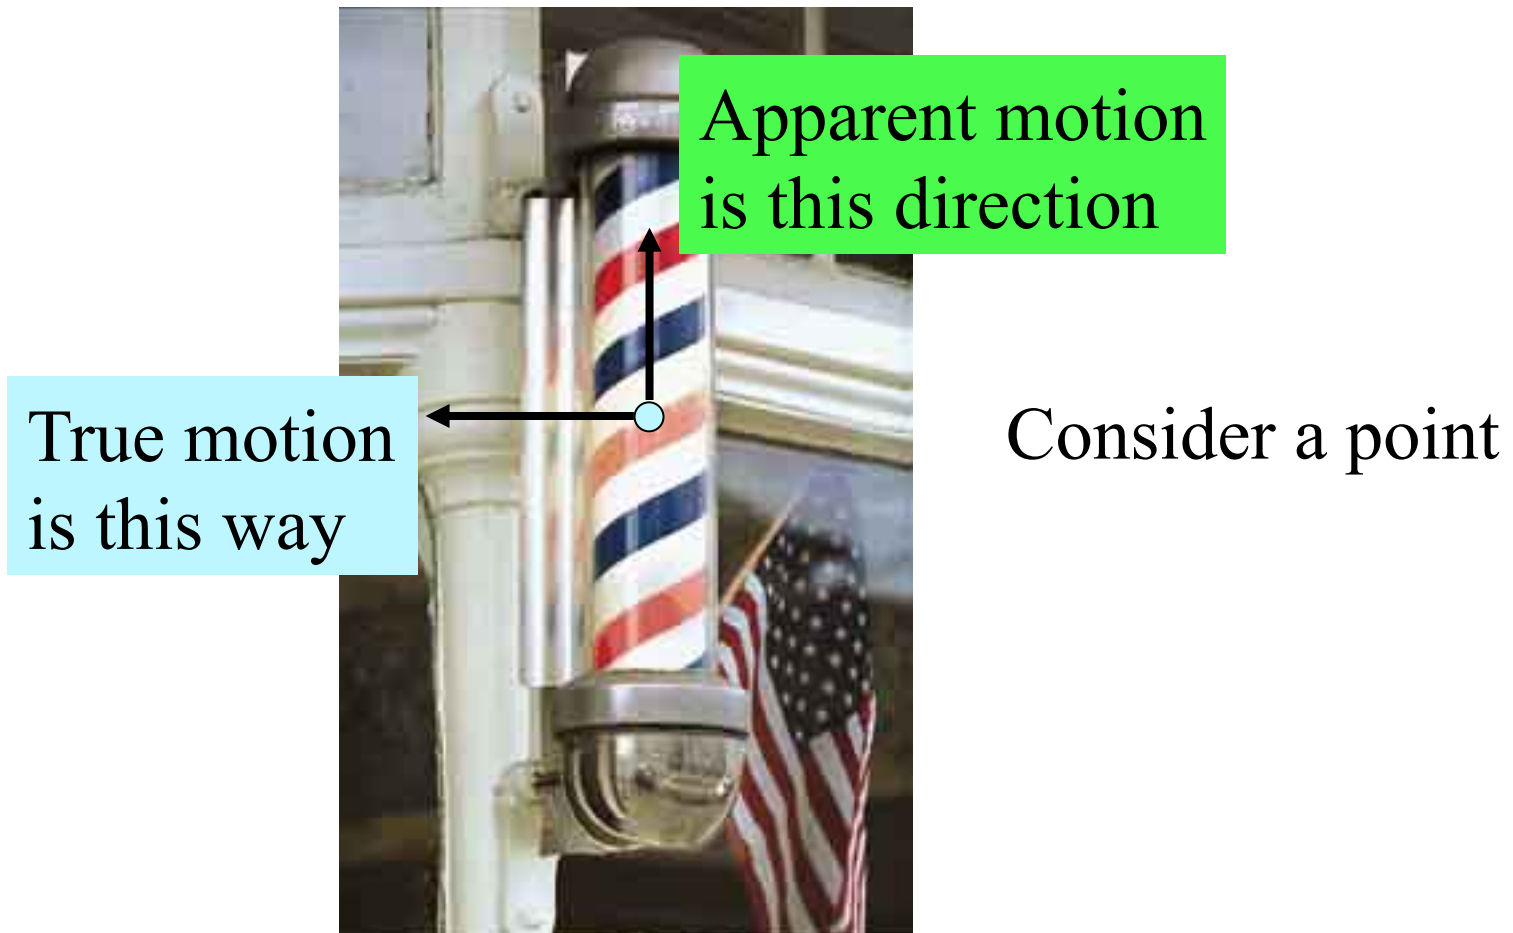 Apparent motion
is this direction
True motion
is this way
Consider a point